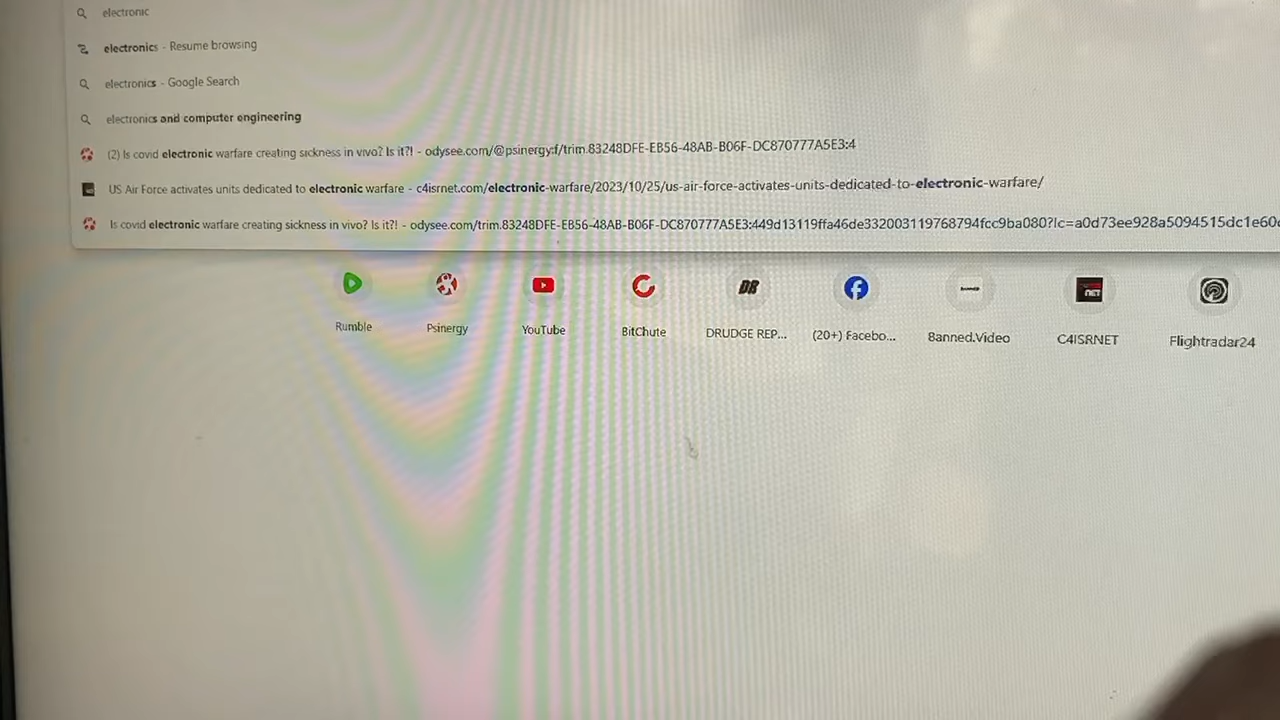 electronic
electronics - Resume browsing
electronics - Google Search
electronics and computer engineering
(2) Is covid electronic warfare creating sickness in vivo? Is it?! - odysee.com/@psinergy:f/trim.83248DFE-EB56-48AB-B06F-DC870777A5E3:4
US Air Force activates units dedicated to electronic warfare - c4isrnet.com/electronic-warfare/2023/10/25/us-air-force-activates-units-dedicated-to-electronic-warfare/
Is covid electronic warfare creating sickness in vivo? Is it?! - odysee.com/trim.83248DFE-EB56-48AB-B06F-DC870777A5E3:449d13119ffa46de332003119768794fcc9ba080?lc=a0d73ee928a5094515dc1e60
DR
NET
Rumble
Psinergy
YouTube
BitChute
DRUDGE REP...
(20+) Facebo...
Banned.Video
C4ISRNET
Flightradar24